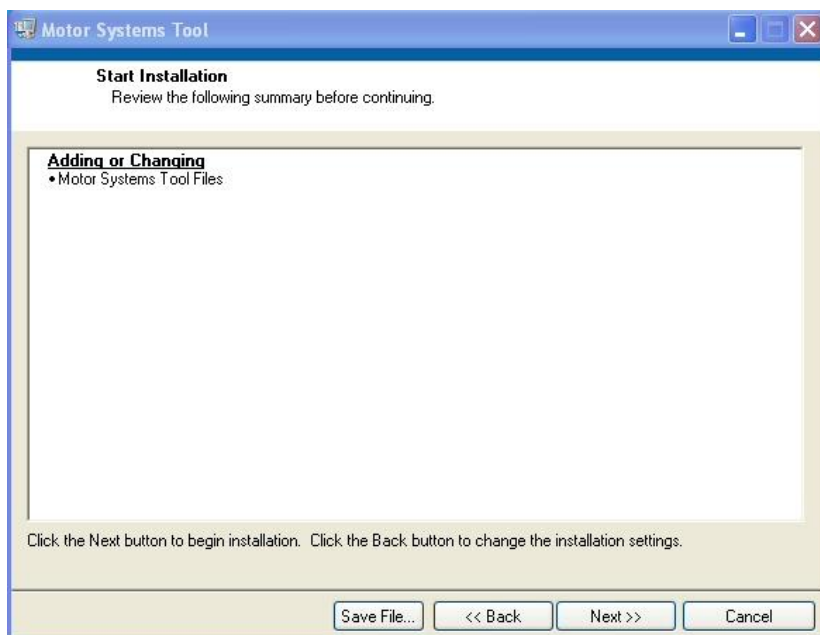 Motor Systems Tool
Start Installation
Review the following summary before continuing.
Adding or Changing
• Motor Systems Tool Files
Click the Next button to begin installation. Click the Back button to change the installation settings.
Save File... << Back Next >> Cancel